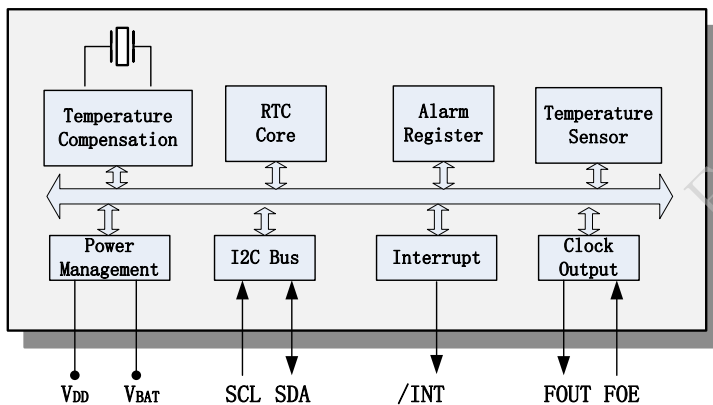 Temperature
Compensation
RTC
Core
Alarm
Register
Temperature
Sensor
Power
Management
I2C Bus
Interrupt
Clock
Output
VDD
VBAT
SCL SDA
/INT
FOUT FOE